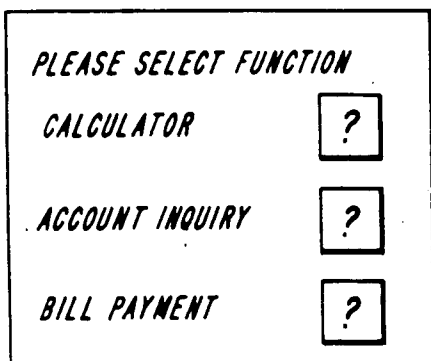 PLEASE SELECT FUNCTION
CALCULATOR ?
ACCOUNT INQUIRY ?
BILL PAYMENT ?